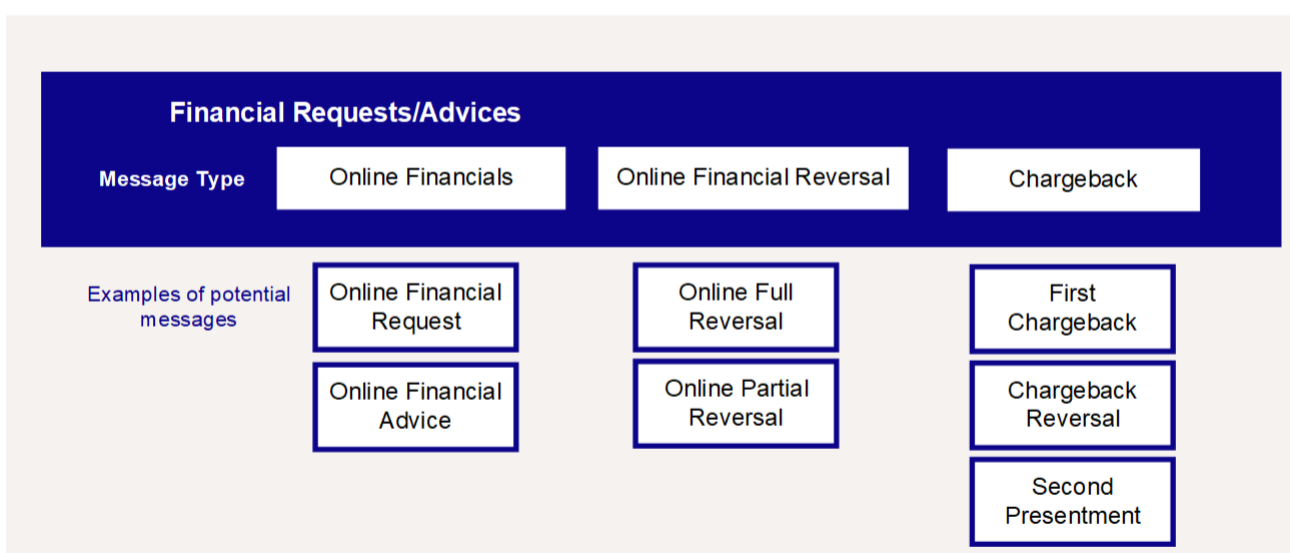 Financial Requests/Advices
Message Type
Online Financials
Online Financial Reversal
Chargeback
Examples of potential
messages
Online Financial
Request
Online Financial
Advice
Online Full
Reversal
Online Partial
Reversal
First
Chargeback
Chargeback
Reversal
Second
Presentment